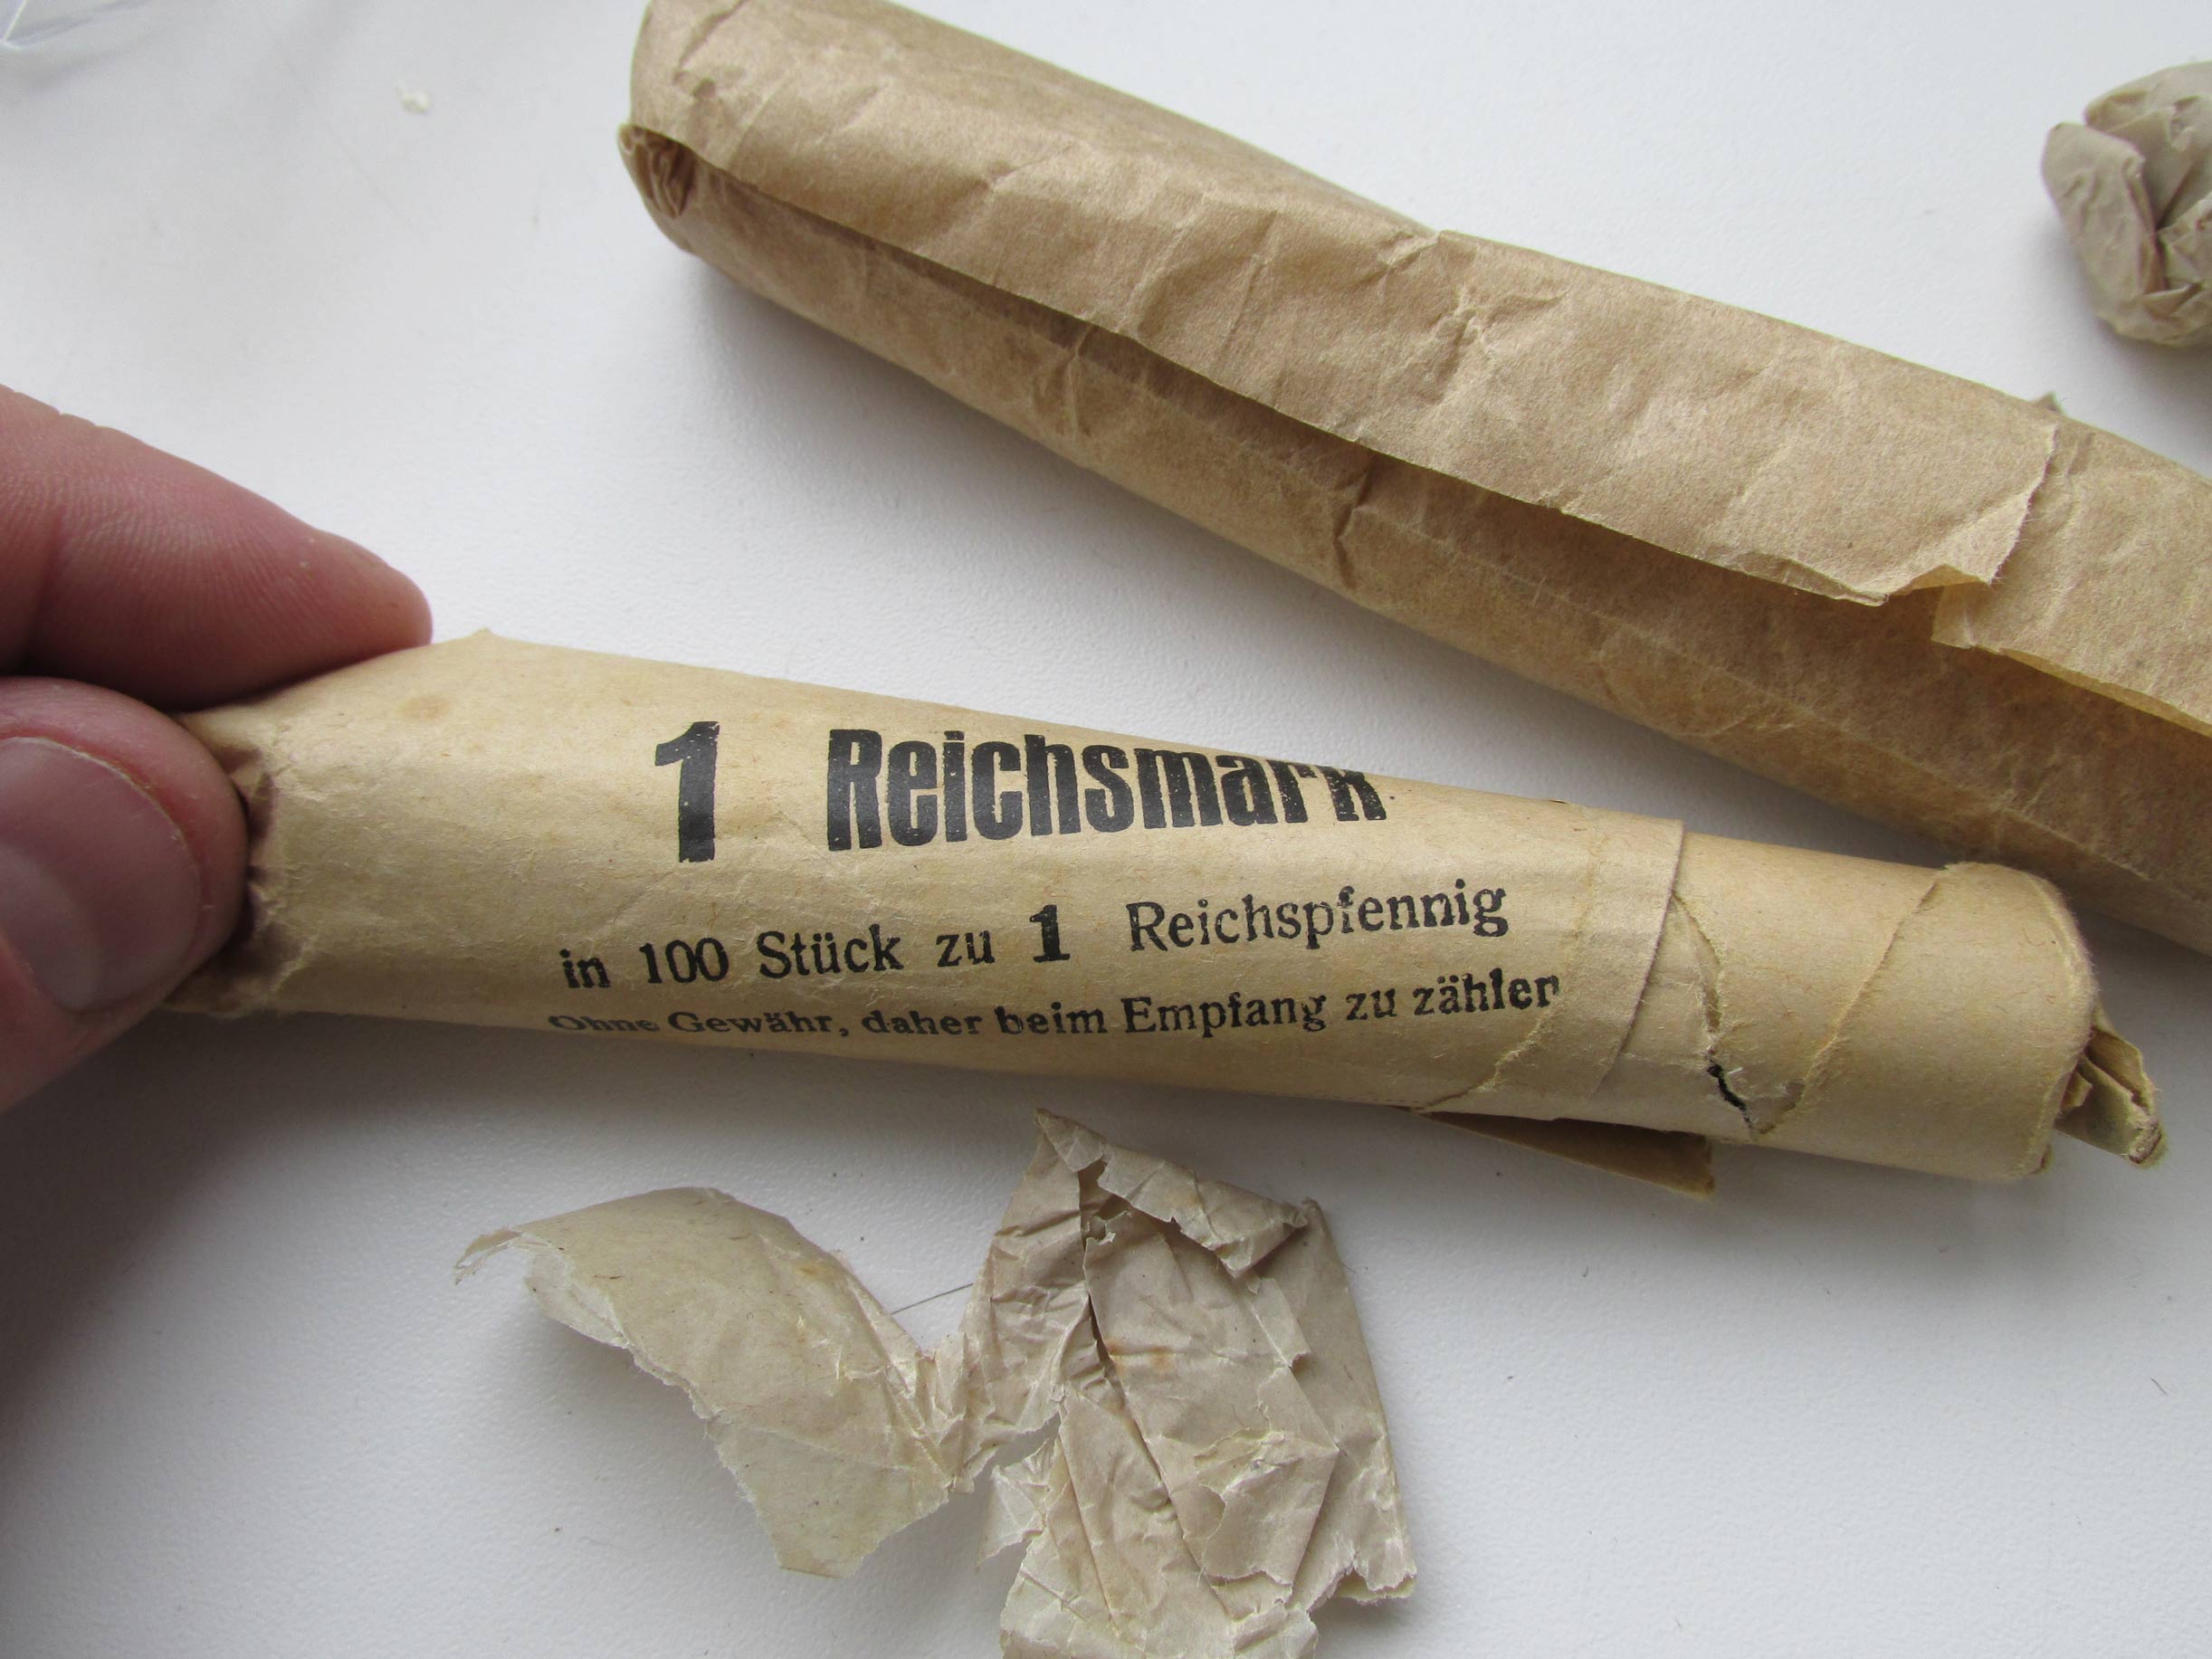 1 Reichsmark
in 100 Stück zu 1 Reichspfennig
Ohne Gewähr, daher beim Empfang zu zählen